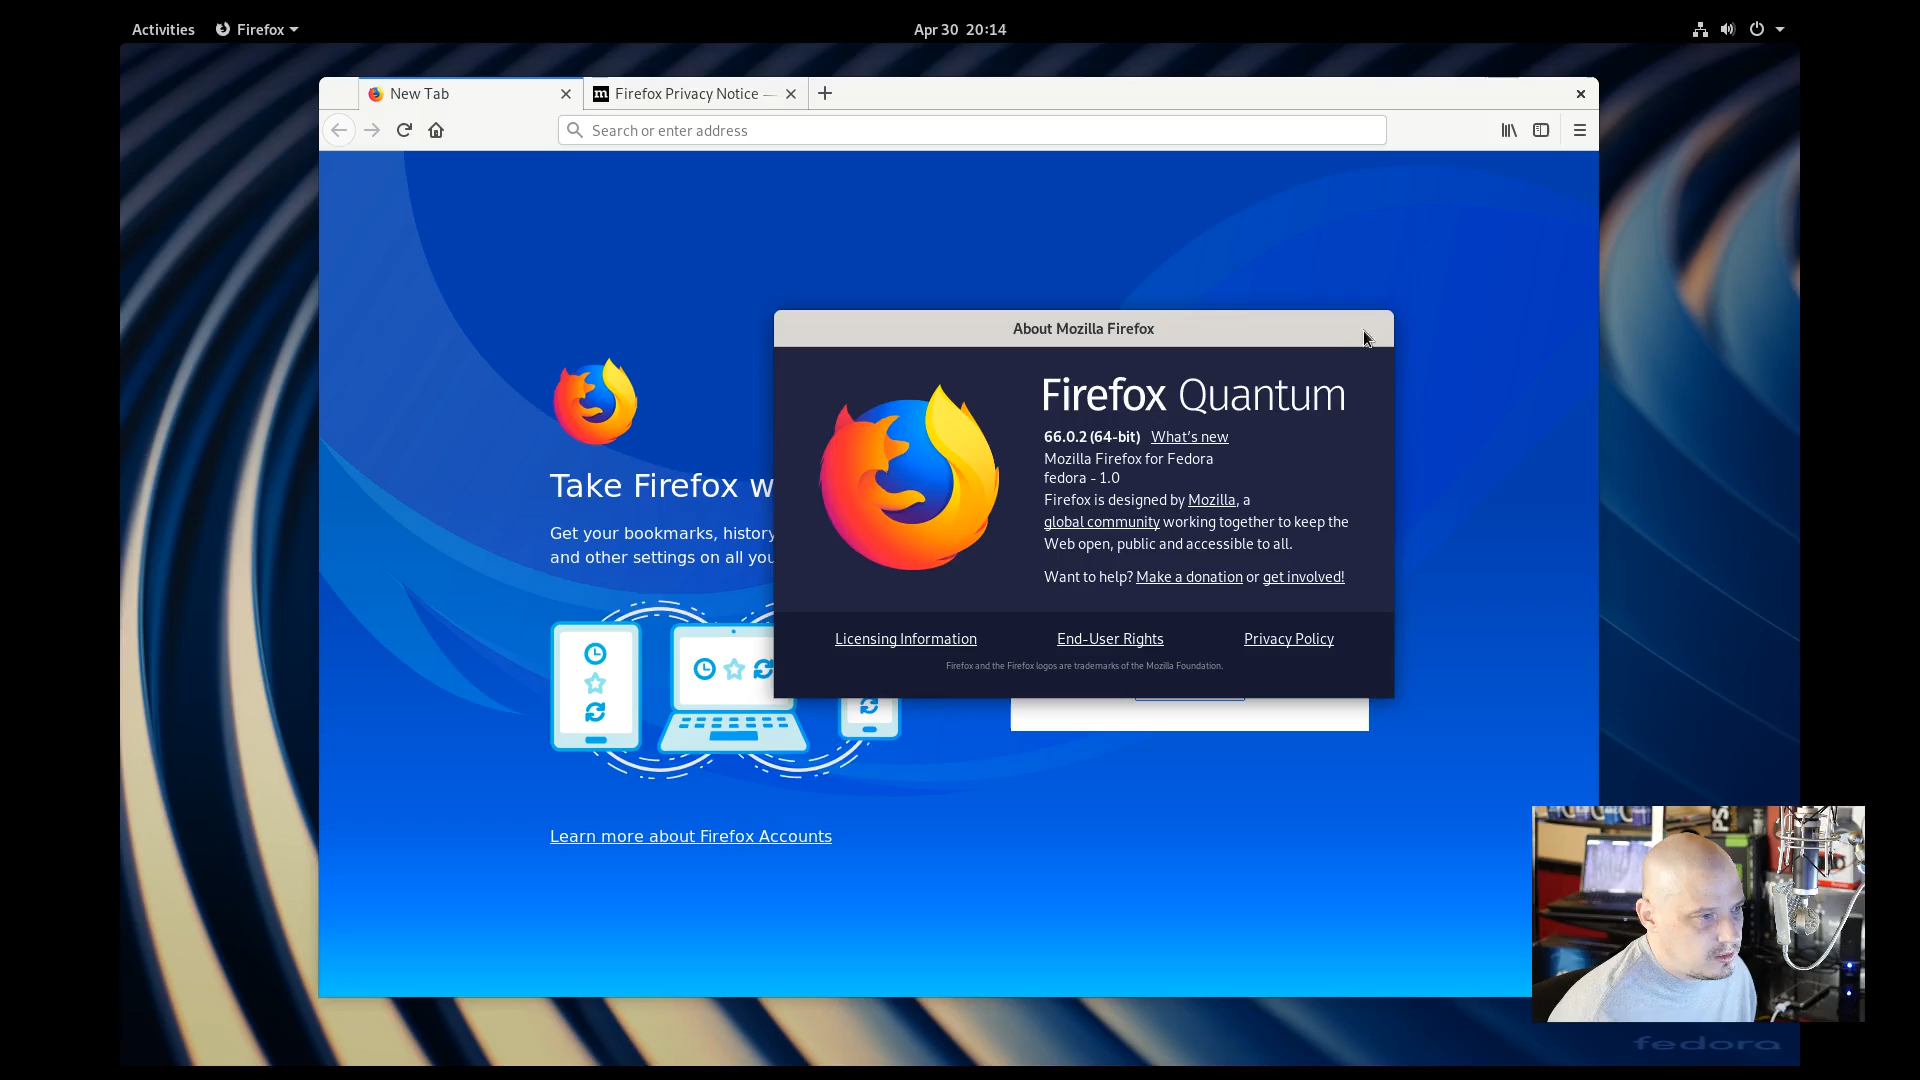 Activities
Firefox
Apr 30 20:14
New Tab
Firefox Privacy Notice —
Search or enter address
About Mozilla Firefox
Firefox Quantum
66.0.2 (64-bit) What's new
Mozilla Firefox for Fedora
fedora - 1.0
Firefox is designed by Mozilla, a
global community working together to keep the
Web open, public and accessible to all.
Want to help? Make a donation or get involved!
Licensing Information
End-User Rights
Privacy Policy
Firefox and the Firefox logos are trademarks of the Mozilla Foundation.
Take Firefox w
Get your bookmarks, history
and other settings on all you
Learn more about Firefox Accounts
fedora